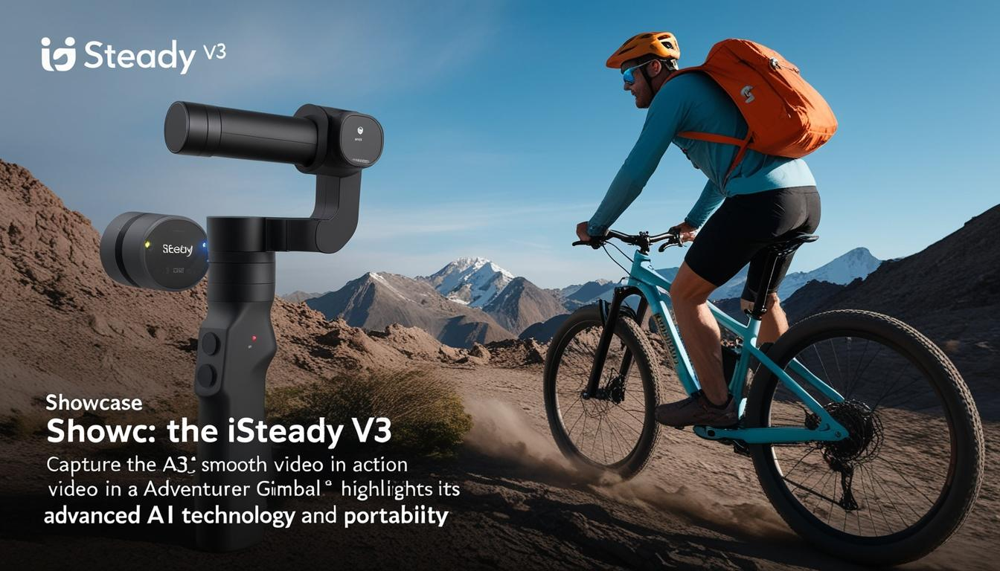 iSteady V3
SEeely
Showcase
Showc: the iSteady V3
Capture the A3 smooth video in action
video in a Adventurer Gimbal highlights its
advanced AI technology and portabiity